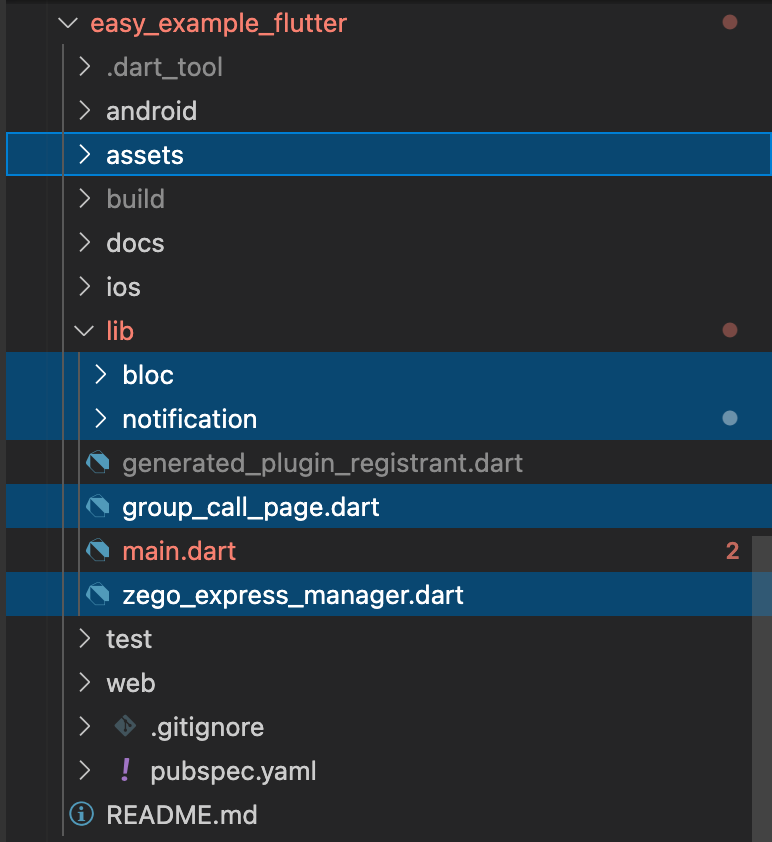 easy_example_flutter
.dart_tool
android
assets
build
docs
ios
lib
bloc
notification
generated_plugin_registrant.dart
group_call_page.dart
main.dart 2
zego_express_manager.dart
test
web
.gitignore
! pubspec.yaml
README.md